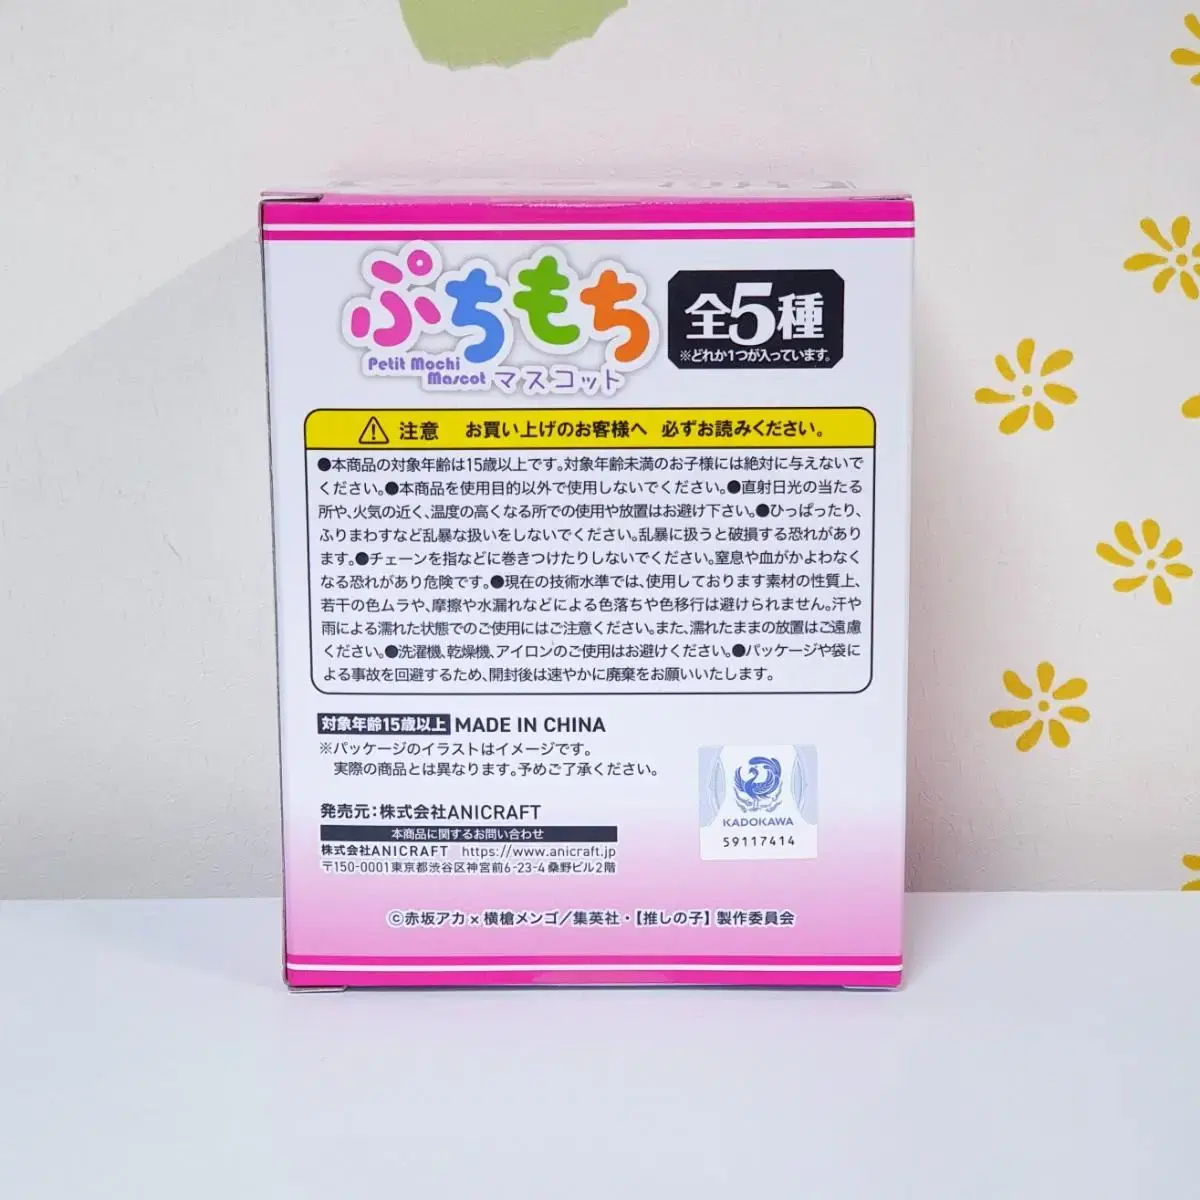 ぷちもち
Petit Mochi
Mascot マスコット
全5種
※どれか1つが入っています。
注意 お買い上げのお客様へ 必ずお読みください。
●本商品の対象年齢は15歳以上です。対象年齢未満のお子様には絶対に与えないで
ください。●本商品を使用目的以外で使用しないでください。●直射日光の当たる
所や、火気の近く、温度の高くなる所での使用や放置はお避け下さい。●ひっぱったり、
ふりまわすなど乱暴な扱いをしないでください。乱暴に扱うと破損する恐れがあり
ます。●チェーンを指などに巻きつけたりしないでください。窒息や血がかよわなく
なる恐れがあり危険です。●現在の技術水準では、使用しております素材の性質上、
若干の色ムラや、摩擦や水漏れなどによる色落ちや色移行は避けられません。汗や
雨による濡れた状態でのご使用にはご注意ください。また、濡れたままの放置はご遠慮
ください。●洗濯機、乾燥機、アイロンのご使用はお避けください。●パッケージや袋に
よる事故を回避するため、開封後は速やかに廃棄をお願いいたします。
対象年齢15歳以上 MADE IN CHINA
※パッケージのイラストはイメージです。
実際の商品とは異なります。予めご了承ください。
発売元：株式会社ANICRAFT
本商品に関するお問い合わせ
株式会社ANICRAFT https://www.anicraft.jp
〒150-0001東京都渋谷区神宮前6-23-4桑野ビル2階
KADOKAWA
59117414
©赤坂アカ×横槍メンゴ／集英社・【推しの子】製作委員会